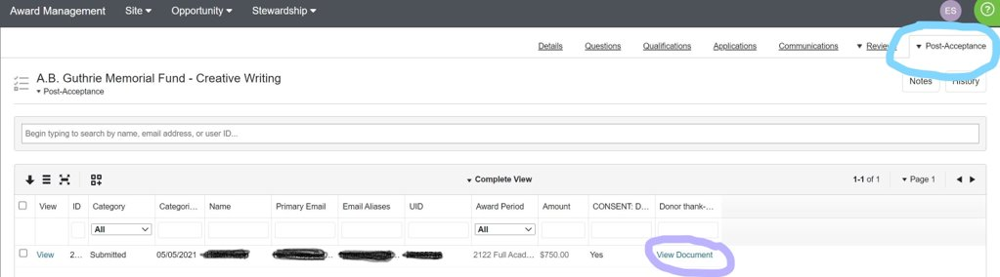 Award Management Site Opportunity Stewardship ES ?
Details Questions Qualifications Applications Communications Post-Acceptance
A.B. Guthrie Memorial Fund - Creative Writing
Post-Acceptance
Notes History
Begin typing to search by name, email address, or user ID...
Complete View 1-1 of 1 Page 1
View ID Category Categori... Name Primary Email Email Aliases UID Award Period Amount CONSENT: D... Donor thank-...
All All
View 2... Submitted 05/05/2021 2122 Full Acad... $750.00 Yes View Document